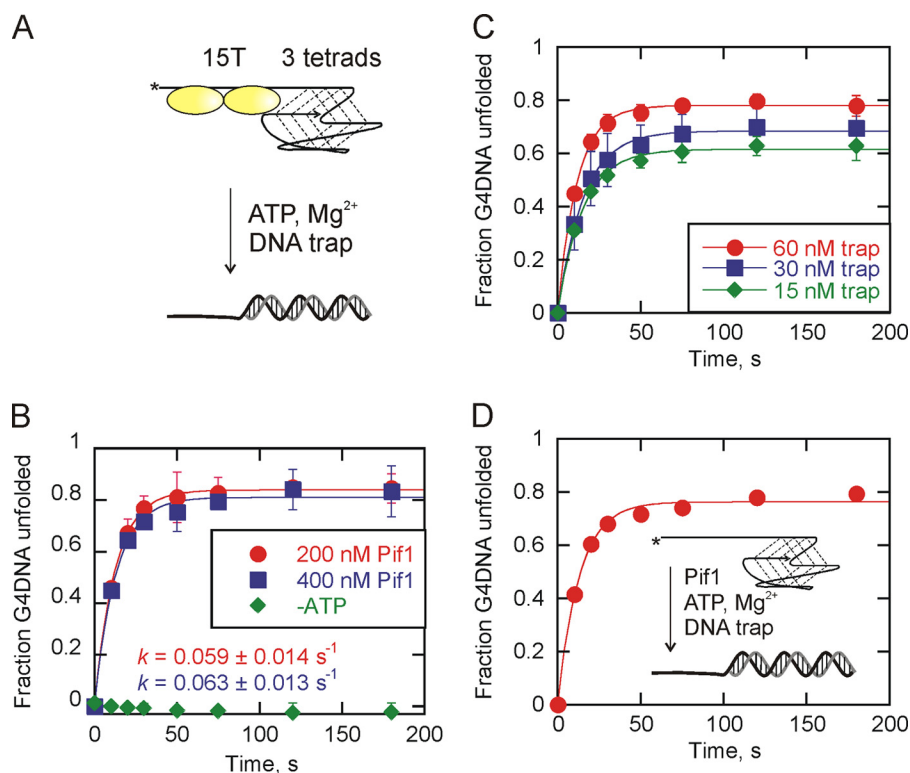 A
15T 3 tetrads
*
ATP, Mg²⁺
DNA trap
B
Fraction G4DNA unfolded
1
0.8
0.6
0.4
0.2
0
200 nM Pif1
400 nM Pif1
-ATP
k = 0.059 ± 0.014 s⁻¹
k = 0.063 ± 0.013 s⁻¹
0 50 100 150 200
Time, s
C
Fraction G4DNA unfolded
1
0.8
0.6
0.4
0.2
0
60 nM trap
30 nM trap
15 nM trap
0 50 100 150 200
Time, s
D
Fraction G4DNA unfolded
1
0.8
0.6
0.4
0.2
0
*
Pif1
ATP, Mg²⁺
DNA trap
0 50 100 150 200
Time, s